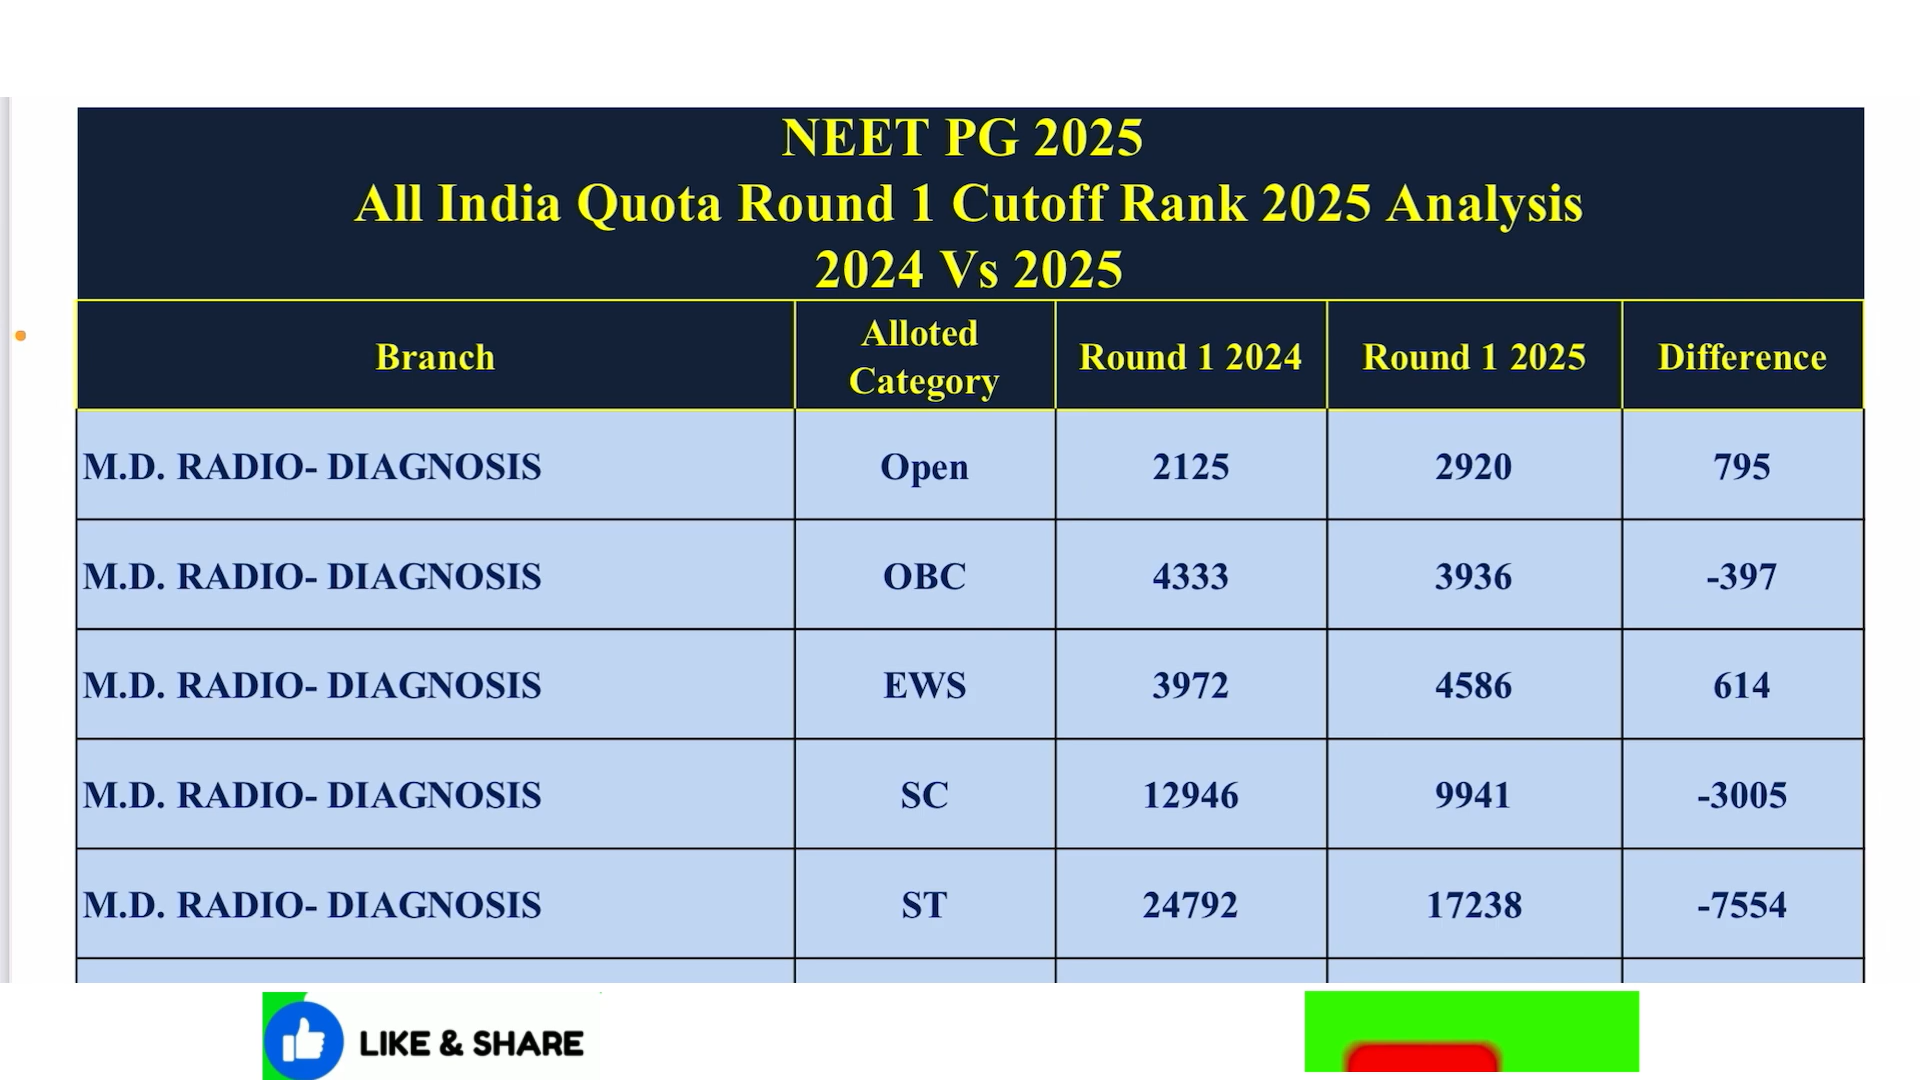 NEET PG 2025
All India Quota Round 1 Cutoff Rank 2025 Analysis
2024 Vs 2025
Branch Alloted Category Round 1 2024 Round 1 2025 Difference
M.D. RADIO- DIAGNOSIS Open 2125 2920 795
M.D. RADIO- DIAGNOSIS OBC 4333 3936 -397
M.D. RADIO- DIAGNOSIS EWS 3972 4586 614
M.D. RADIO- DIAGNOSIS SC 12946 9941 -3005
M.D. RADIO- DIAGNOSIS ST 24792 17238 -7554
LIKE & SHARE